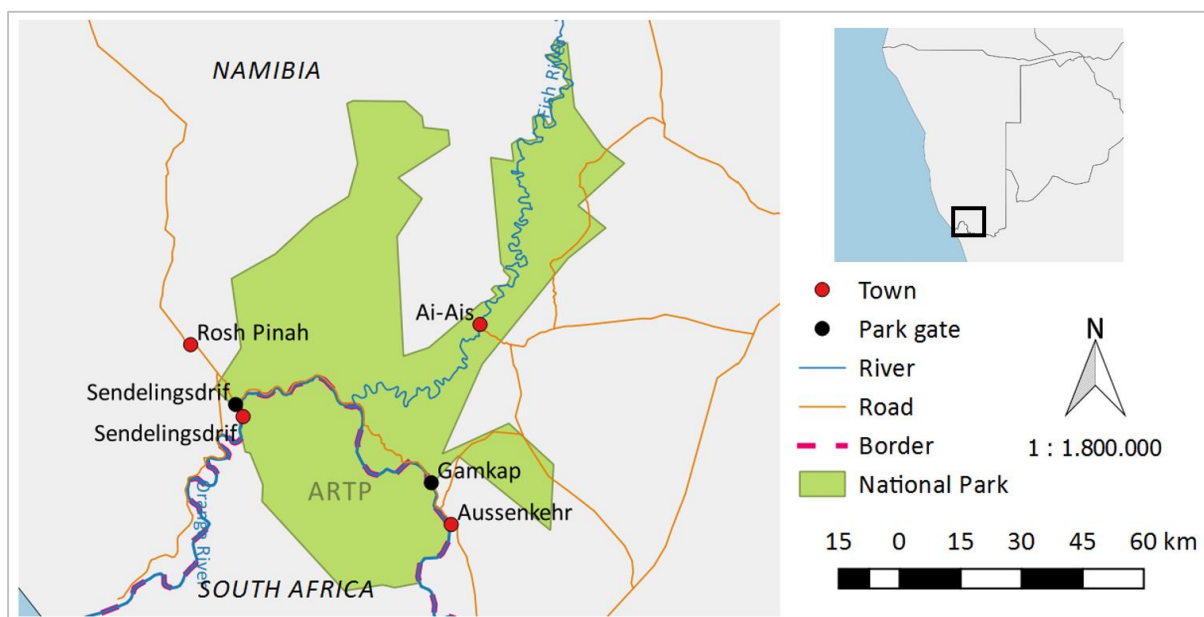 NAMIBIA
Fish River
Rosh Pinah
Ai-Ais
Sendelingsdrif
Sendelingsdrif
Gamkap
ARTP
Aussenkehr
Orange River
SOUTH AFRICA
Town
Park gate
River
Road
Border
National Park
N
1 : 1.800.000
15 0 15 30 45 60 km